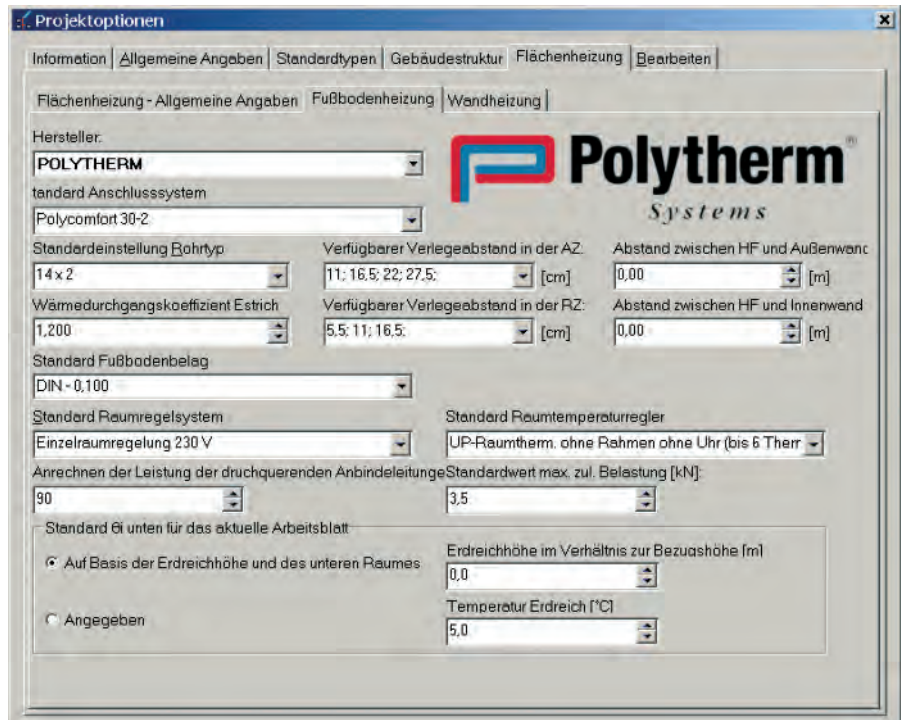 Projektoptionen
Information Allgemeine Angaben Standardtypen Gebäudestruktur Flächenheizung Bearbeiten
Flächenheizung - Allgemeine Angaben Fußbodenheizung Wandheizung
Hersteller:
POLYTHERM
Polytherm®
Systems
tandard Anschlusssystem
Polycomfort 30-2
Standardeinstellung Rohrtyp Verfügbarer Verlegeabstand in der AZ: Abstand zwischen HF und Außenwand
14 x 2 11; 16,5; 22; 27,5; [cm] 0,00 [m]
Wärmedurchgangskoeffizient Estrich Verfügbarer Verlegeabstand in der RZ: Abstand zwischen HF und Innenwand
1,200 5,5; 11; 16,5; [cm] 0,00 [m]
Standard Fußbodenbelag
DIN - 0,100
Standard Raumregelsystem Standard Raumtemperaturregler
Einzelraumregelung 230 V UP-Raumtherm. ohne Rahmen ohne Uhr (bis 6 Therr
Anrechnen der Leistung der druchquerenden Anbindeleitunge Standardwert max. zul. Belastung [kN]:
90 3,5
Standard θi unten für das aktuelle Arbeitsblatt
Auf Basis der Erdreichhöhe und des unteren Raumes Erdreichhöhe im Verhältnis zur Bezugshöhe [m]
0,0
Angegeben Temperatur Erdreich [°C]
5,0